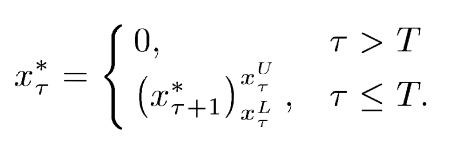 x^*_τ = { 0, τ > T
(x^*_{τ+1})^{x^U_τ}_{x^L_τ} , τ ≤ T.